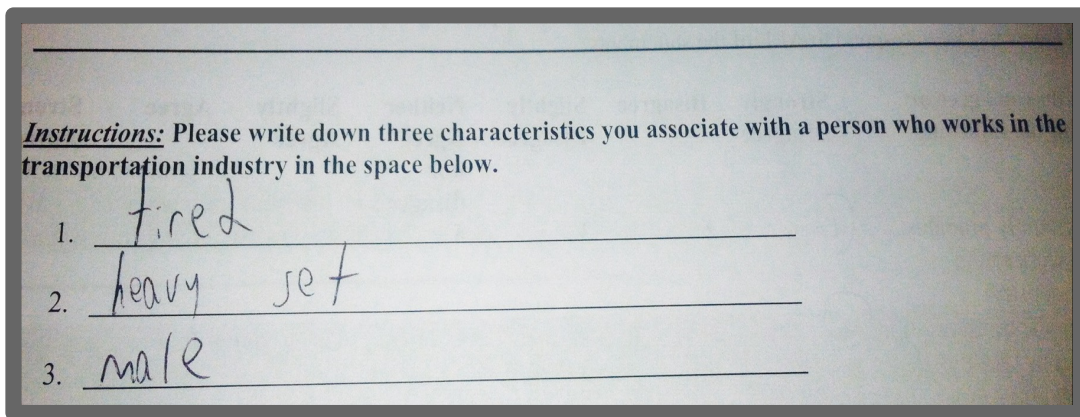 Instructions: Please write down three characteristics you associate with a person who works in the
transportation industry in the space below.
1. tired
2. heavy set
3. male